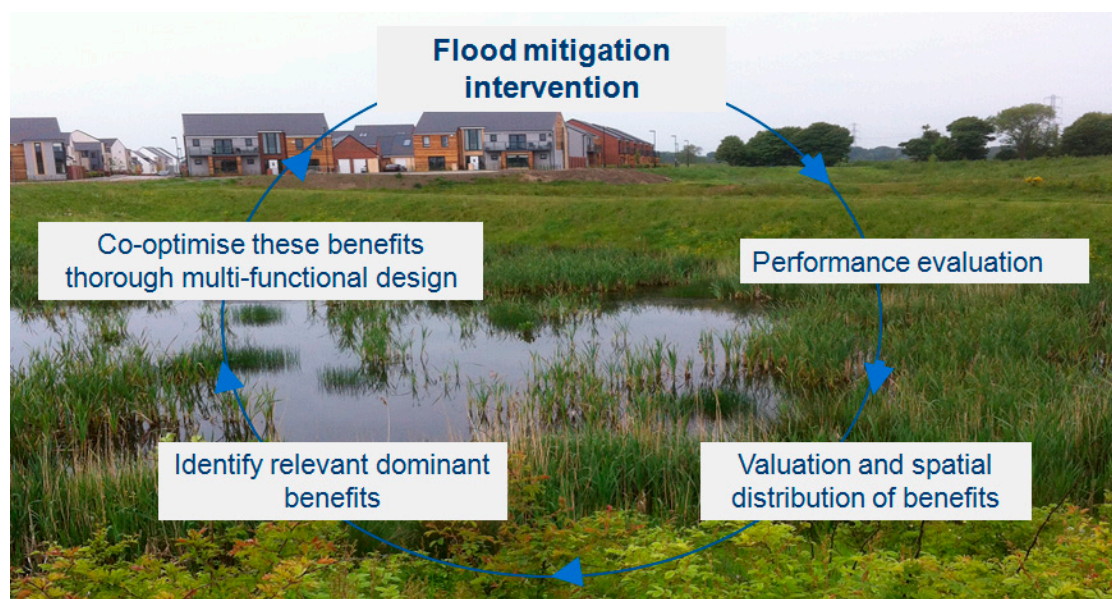 Flood mitigation
intervention
Performance evaluation
Valuation and spatial
distribution of benefits
Identify relevant dominant
benefits
Co-optimise these benefits
thorough multi-functional design